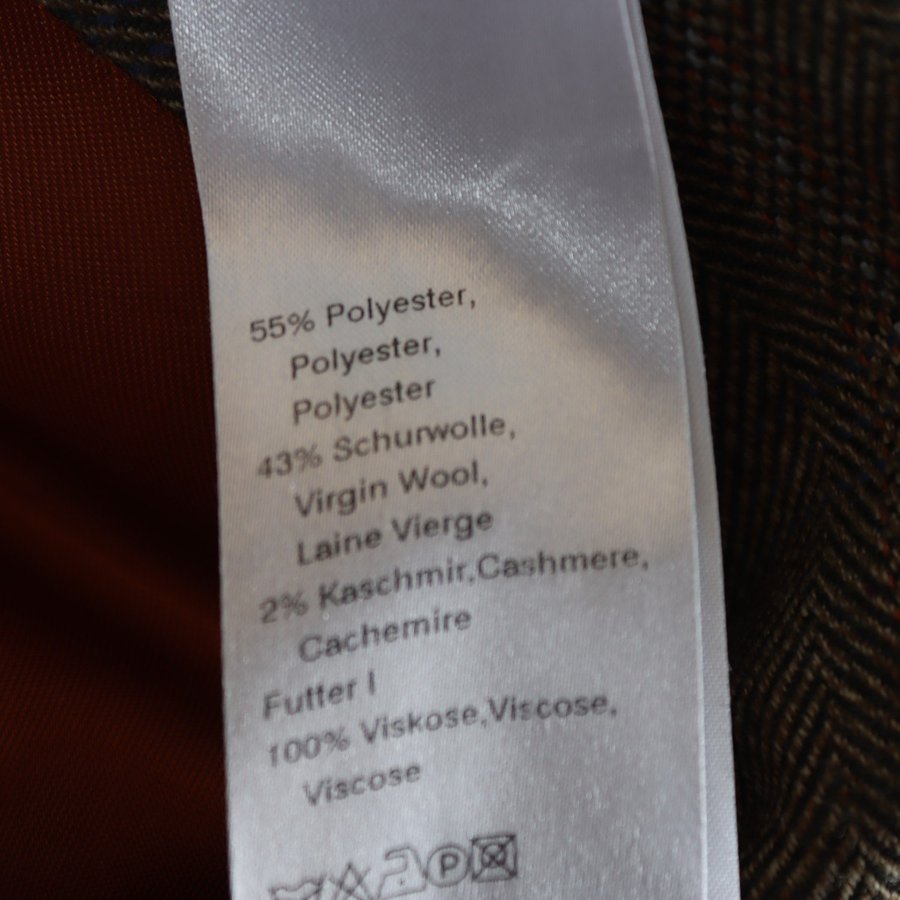 55% Polyester,
Polyester,
Polyester
43% Schurwolle,
Virgin Wool,
Laine Vierge
2% Kaschmir,Cashmere,
Cachemire
Futter I
100% Viskose,Viscose,
Viscose
P